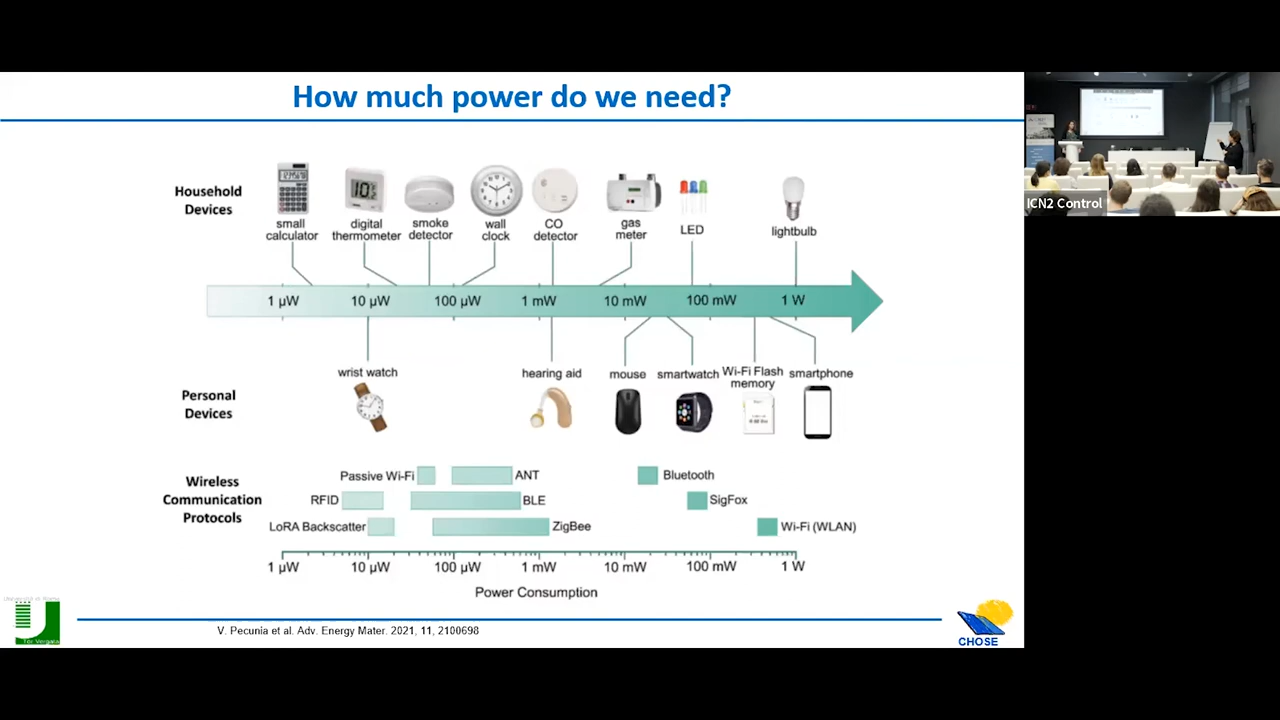 How much power do we need?
Household
Devices
small
calculator
digital
thermometer
smoke
detector
wall
clock
CO
detector
gas
meter
LED
lightbulb
1 µW
10 µW
100 µW
1 mW
10 mW
100 mW
1 W
wrist watch
hearing aid
mouse
smartwatch
Wi-Fi Flash
memory
smartphone
Personal
Devices
Wireless
Communication
Protocols
Passive Wi-Fi
ANT
Bluetooth
RFID
BLE
SigFox
LoRA Backscatter
ZigBee
Wi-Fi (WLAN)
1 µW
10 µW
100 µW
1 mW
10 mW
100 mW
1 W
Power Consumption
Tor Vergata
V. Pecunia et al. Adv. Energy Mater. 2021, 11, 2100698
CHOSE
ICN2 Control